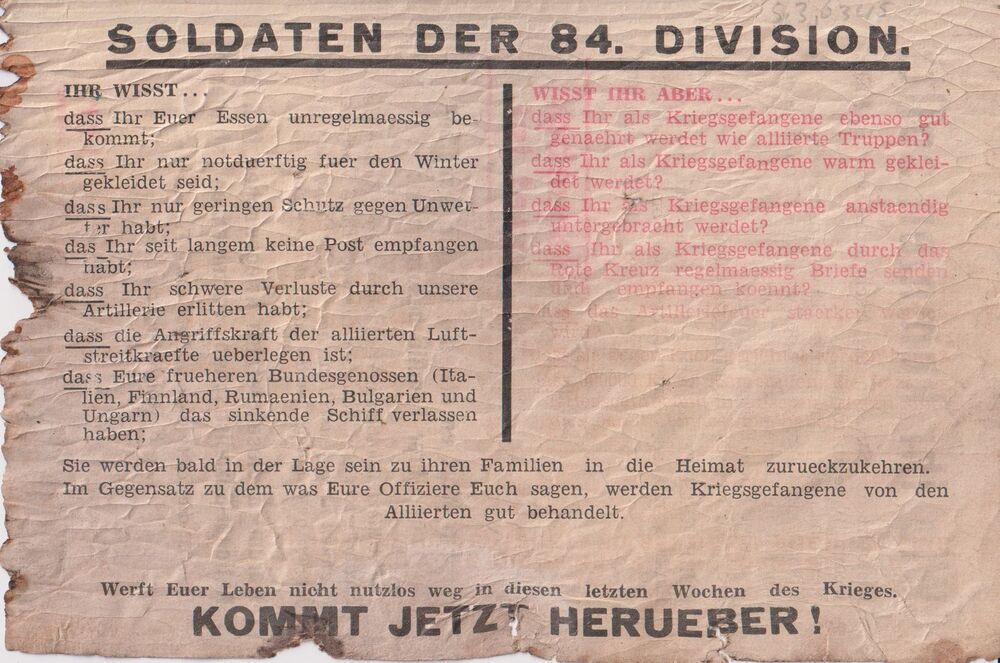 SOLDATEN DER 84. DIVISION.
IHR WISST...
dass Ihr Euer Essen unregelmaessig be-
kommt;
dass Ihr nur notduerftig fuer den Winter
gekleidet seid;
dass Ihr nur geringen Schutz gegen Unwet-
ter habt;
das Ihr seit langem keine Post empfangen
habt;
dass Ihr schwere Verluste durch unsere
Artillerie erlitten habt;
dass die Angriffskraft der alliierten Luft-
streitkraefte ueberlegen ist;
dass Eure frueheren Bundesgenossen (Ita-
lien, Finnland, Rumaenien, Bulgarien und
Ungarn) das sinkende Schiff verlassen
haben;
WISST IHR ABER...
dass Ihr als Kriegsgefangene ebenso gut
genaehrt werdet wie alliierte Truppen?
dass Ihr als Kriegsgefangene warm geklei-
det werdet?
dass Ihr als Kriegsgefangene anstaendig
untergebracht werdet?
dass Ihr als Kriegsgefangene durch das
Rote Kreuz regelmaessig Briefe senden
und empfangen koennt?
das Artilleriefeuer staerker
Sie werden bald in der Lage sein zu ihren Familien in die Heimat zurueckzukehren.
Im Gegensatz zu dem was Eure Offiziere Euch sagen, werden Kriegsgefangene von den
Alliierten gut behandelt.
Werft Euer Leben nicht nutzlos weg in diesen letzten Wochen des Krieges.
KOMMT JETZT HERUEBER!